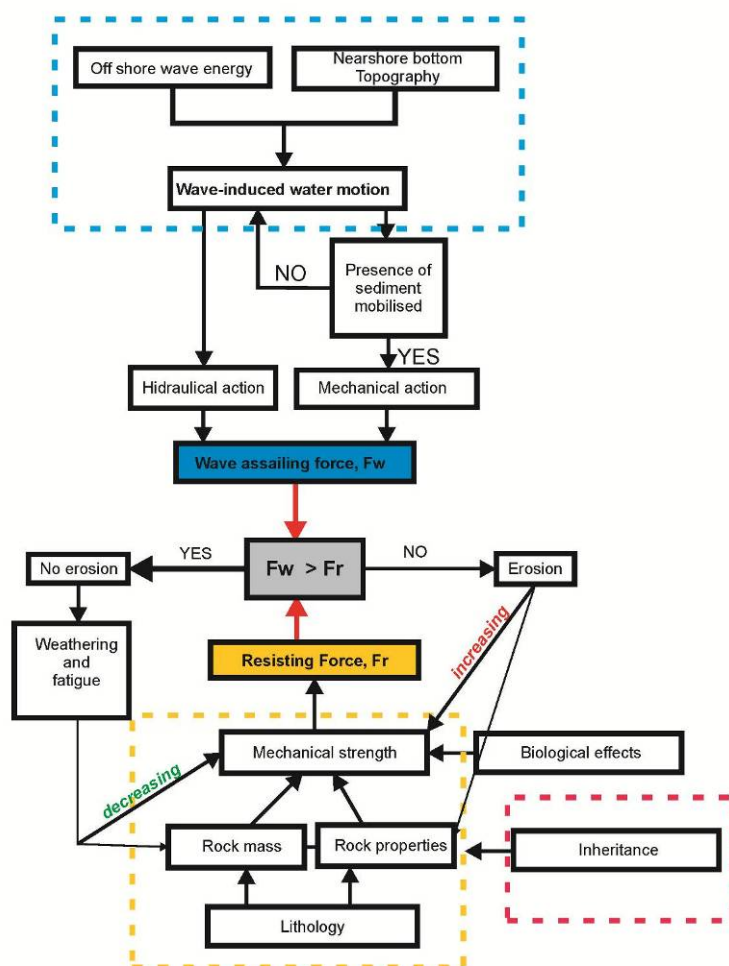 Off shore wave energy
Nearshore bottom
Topography
Wave-induced water motion
NO
Presence of
sediment
mobilised
YES
Hidraulical action
Mechanical action
Wave assailing force, Fw
YES
NO
No erosion
Fw > Fr
Erosion
Weathering
and
fatigue
Resisting Force, Fr
increasing
Mechanical strength
Biological effects
decreasing
Rock mass
Rock properties
Inheritance
Lithology